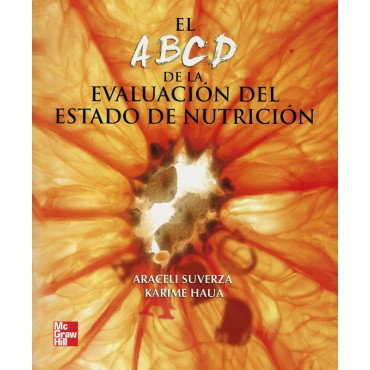 EL
ABCD
DE LA
EVALUACIÓN DEL
ESTADO DE NUTRICIÓN
ARACELI SUVERZA
KARIME HAUA
Mc
Graw
Hill